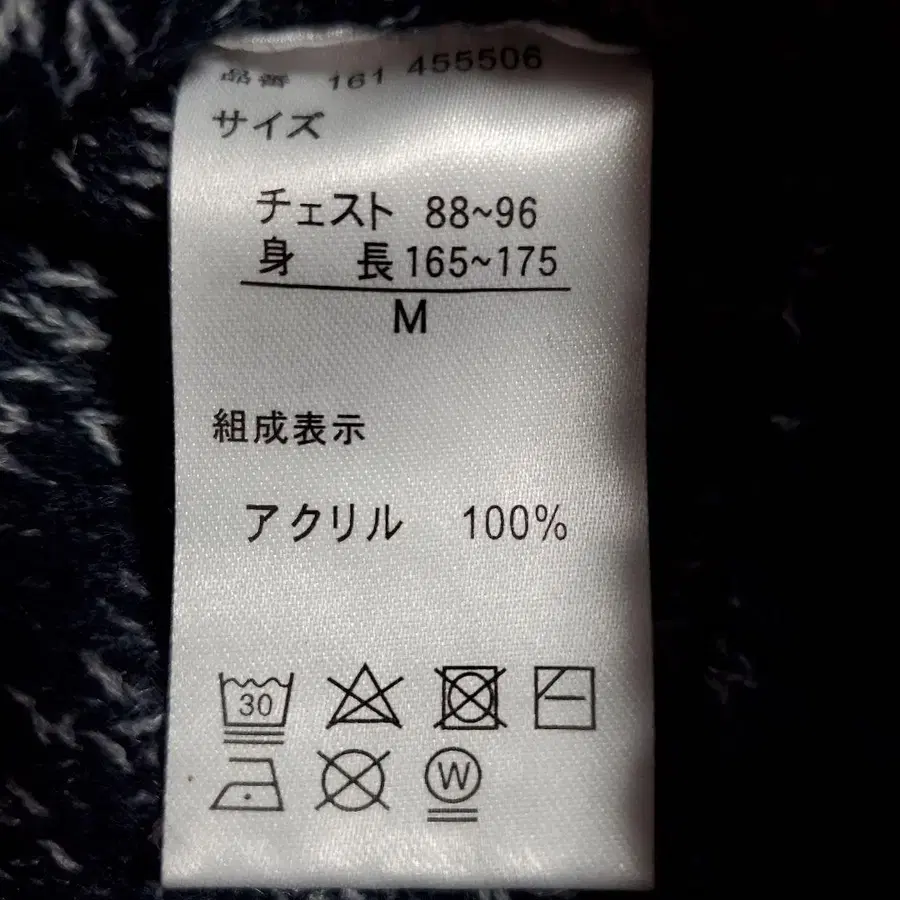 品番 161 455506
サイズ
チェスト 88~96
身 長 165~175
M
組成表示
アクリル 100%
30
W